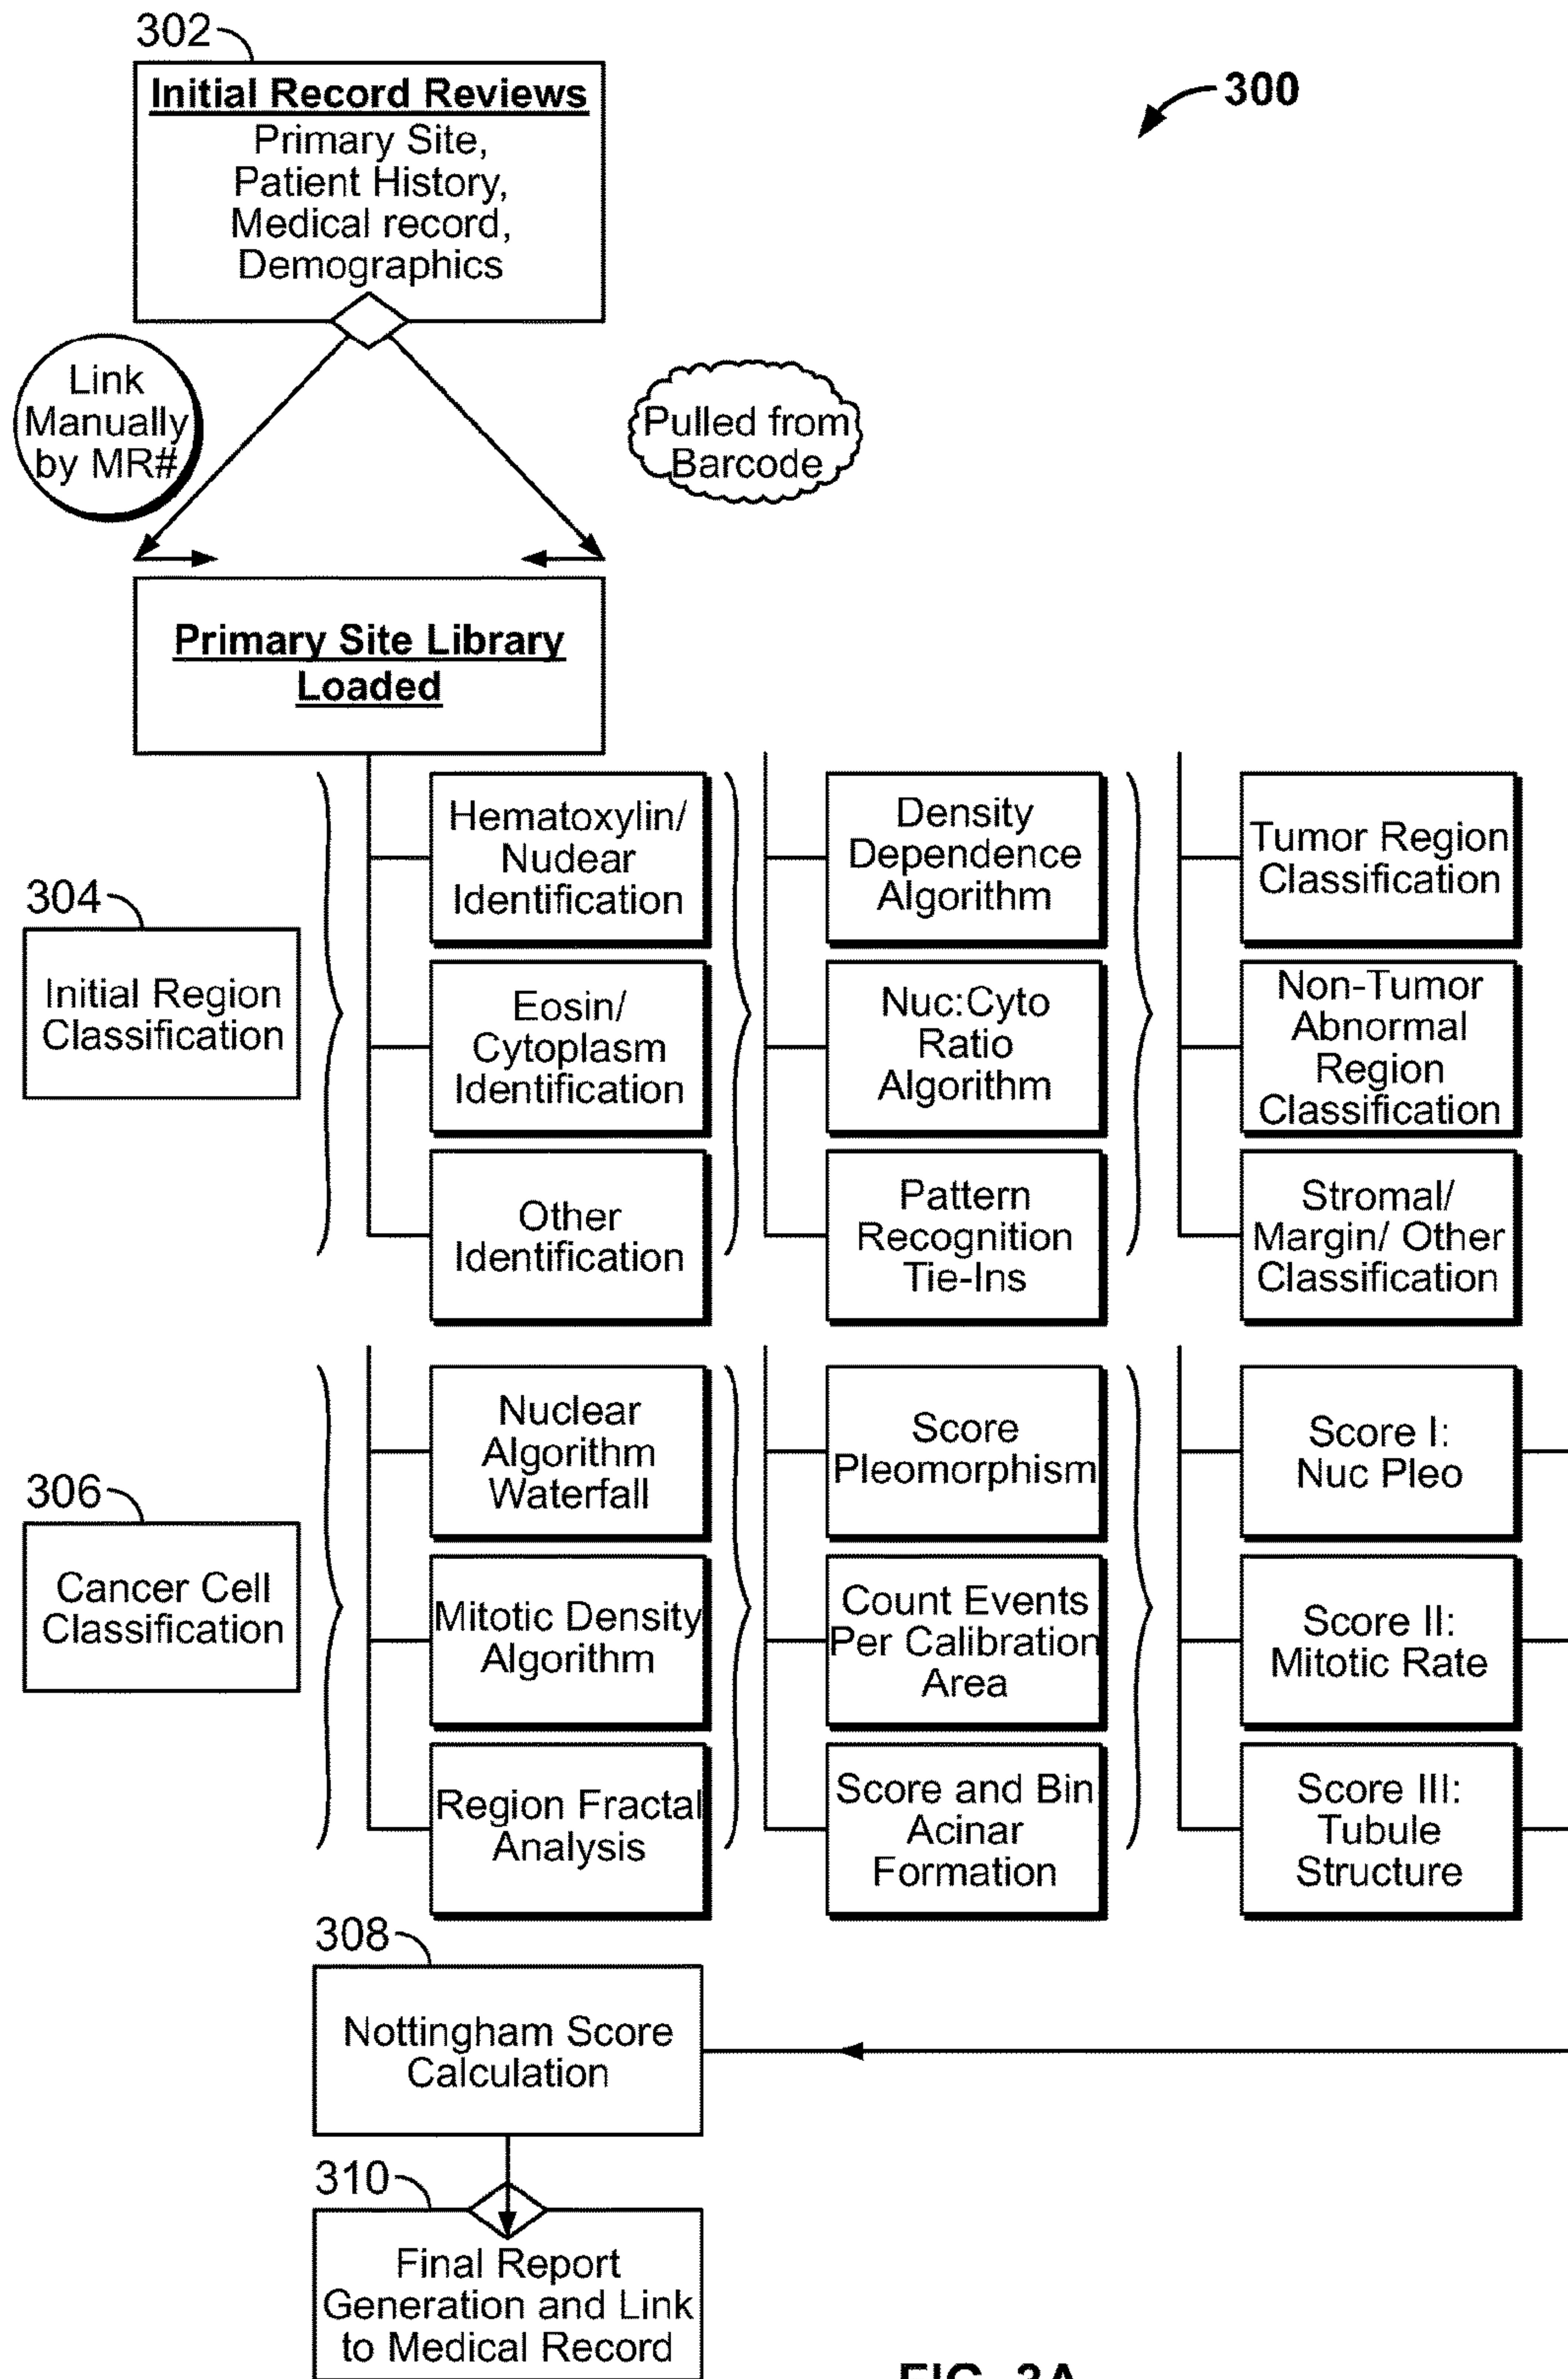 302
300
Initial Record Reviews
Primary Site,
Patient History,
Medical record,
Demographics
Link
Manually
by MR#
Pulled from
Barcode
Primary Site Library
Loaded
304
Initial Region
Classification
Hematoxylin/
Nudear
Identification
Eosin/
Cytoplasm
Identification
Other
Identification
Density
Dependence
Algorithm
Nuc:Cyto
Ratio
Algorithm
Pattern
Recognition
Tie-Ins
Tumor Region
Classification
Non-Tumor
Abnormal
Region
Classification
Stromal/
Margin/ Other
Classification
306
Cancer Cell
Classification
Nuclear
Algorithm
Waterfall
Mitotic Density
Algorithm
Region Fractal
Analysis
Score
Pleomorphism
Count Events
Per Calibration
Area
Score and Bin
Acinar
Formation
Score I:
Nuc Pleo
Score II:
Mitotic Rate
Score III:
Tubule
Structure
308
Nottingham Score
Calculation
310
Final Report
Generation and Link
to Medical Record
FIG. 3A